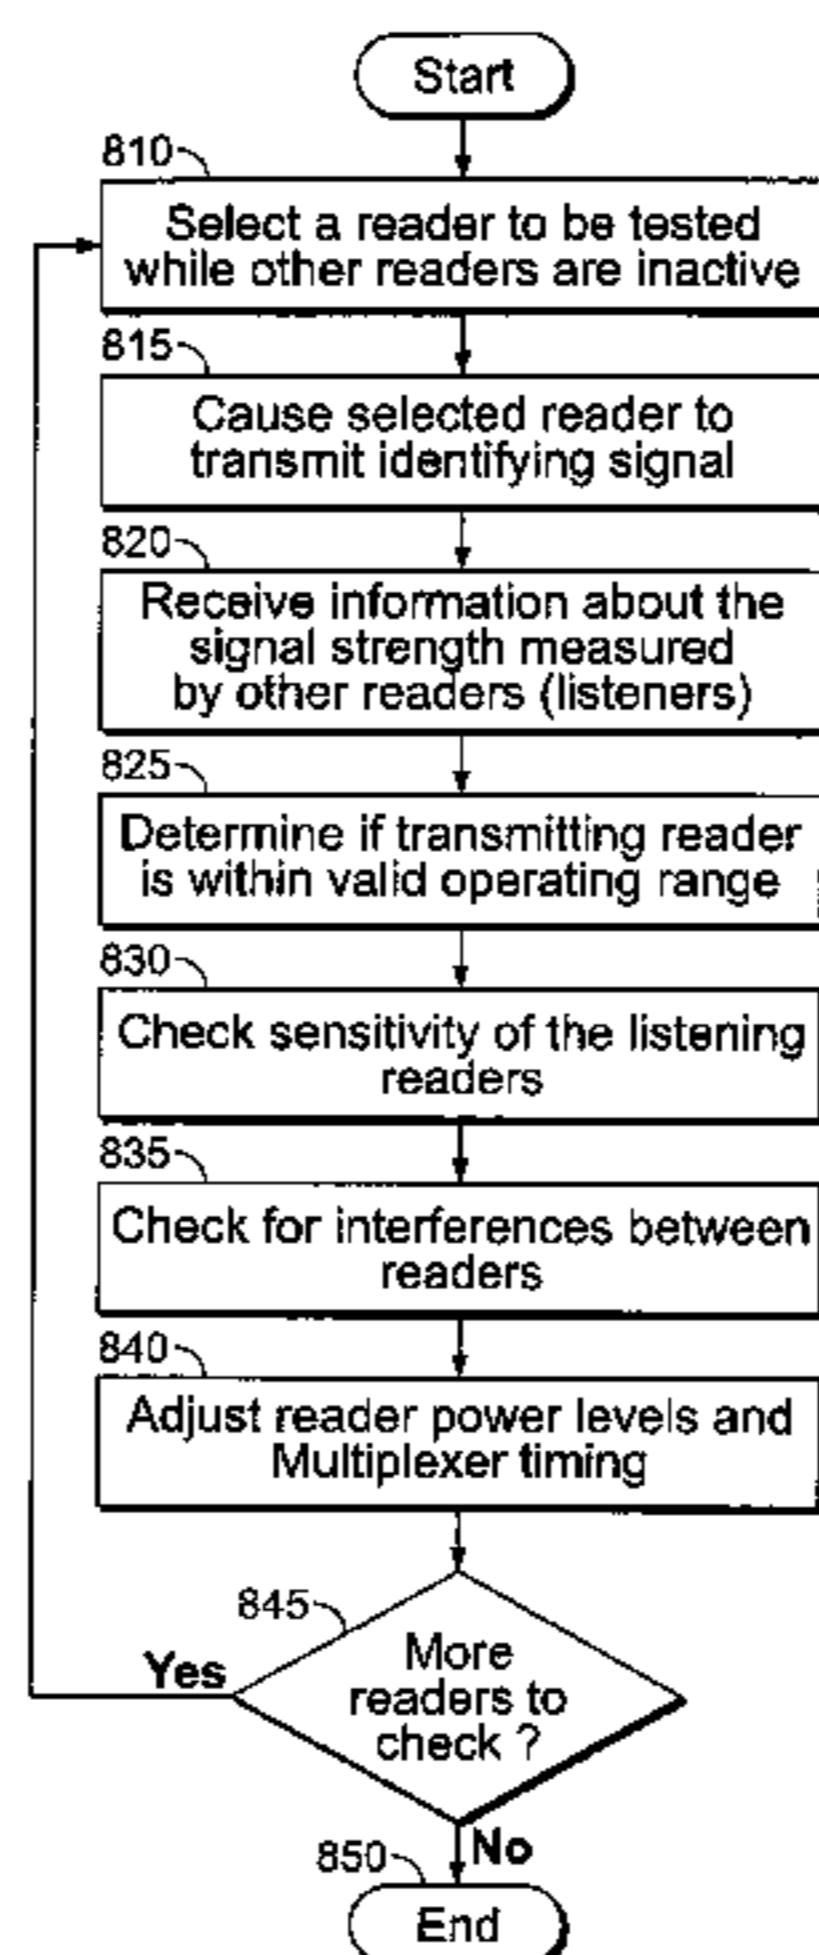 Start
810
Select a reader to be tested
while other readers are inactive
815
Cause selected reader to
transmit identifying signal
820
Receive information about the
signal strength measured
by other readers (listeners)
825
Determine if transmitting reader
is within valid operating range
830
Check sensitivity of the listening
readers
835
Check for interferences between
readers
840
Adjust reader power levels and
Multiplexer timing
845
More
readers to
check ?
Yes
No
850
End